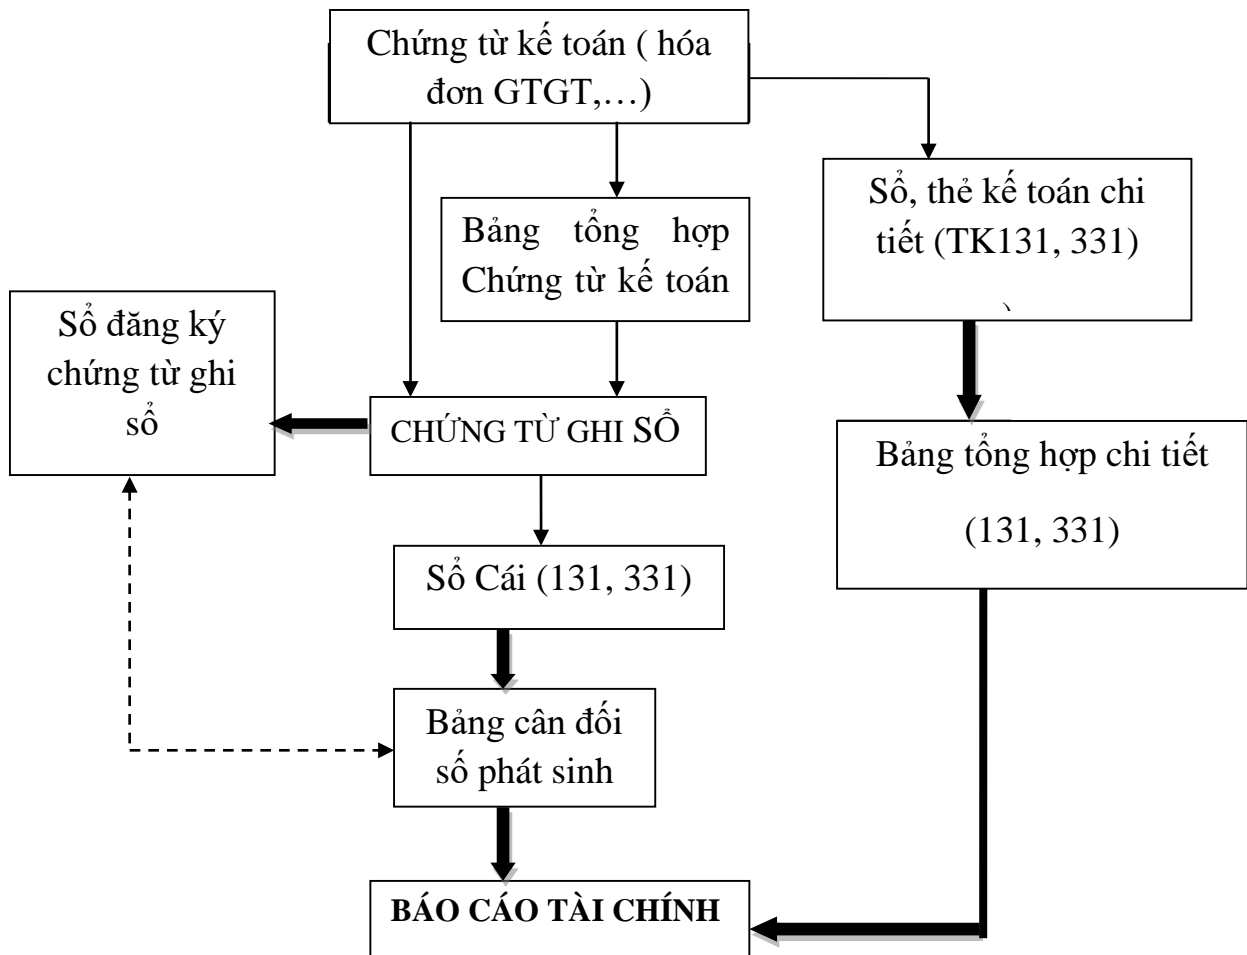 Chứng từ kế toán ( hóa
đơn GTGT,…)
Sổ, thẻ kế toán chi
tiết (TK131, 331)
、
Bảng tổng hợp
Chứng từ kế toán
Sổ đăng ký
chứng từ ghi
sổ
CHỨNG TỪ GHI SỔ
Bảng tổng hợp chi tiết
(131, 331)
Sổ Cái (131, 331)
Bảng cân đối
số phát sinh
BÁO CÁO TÀI CHÍNH